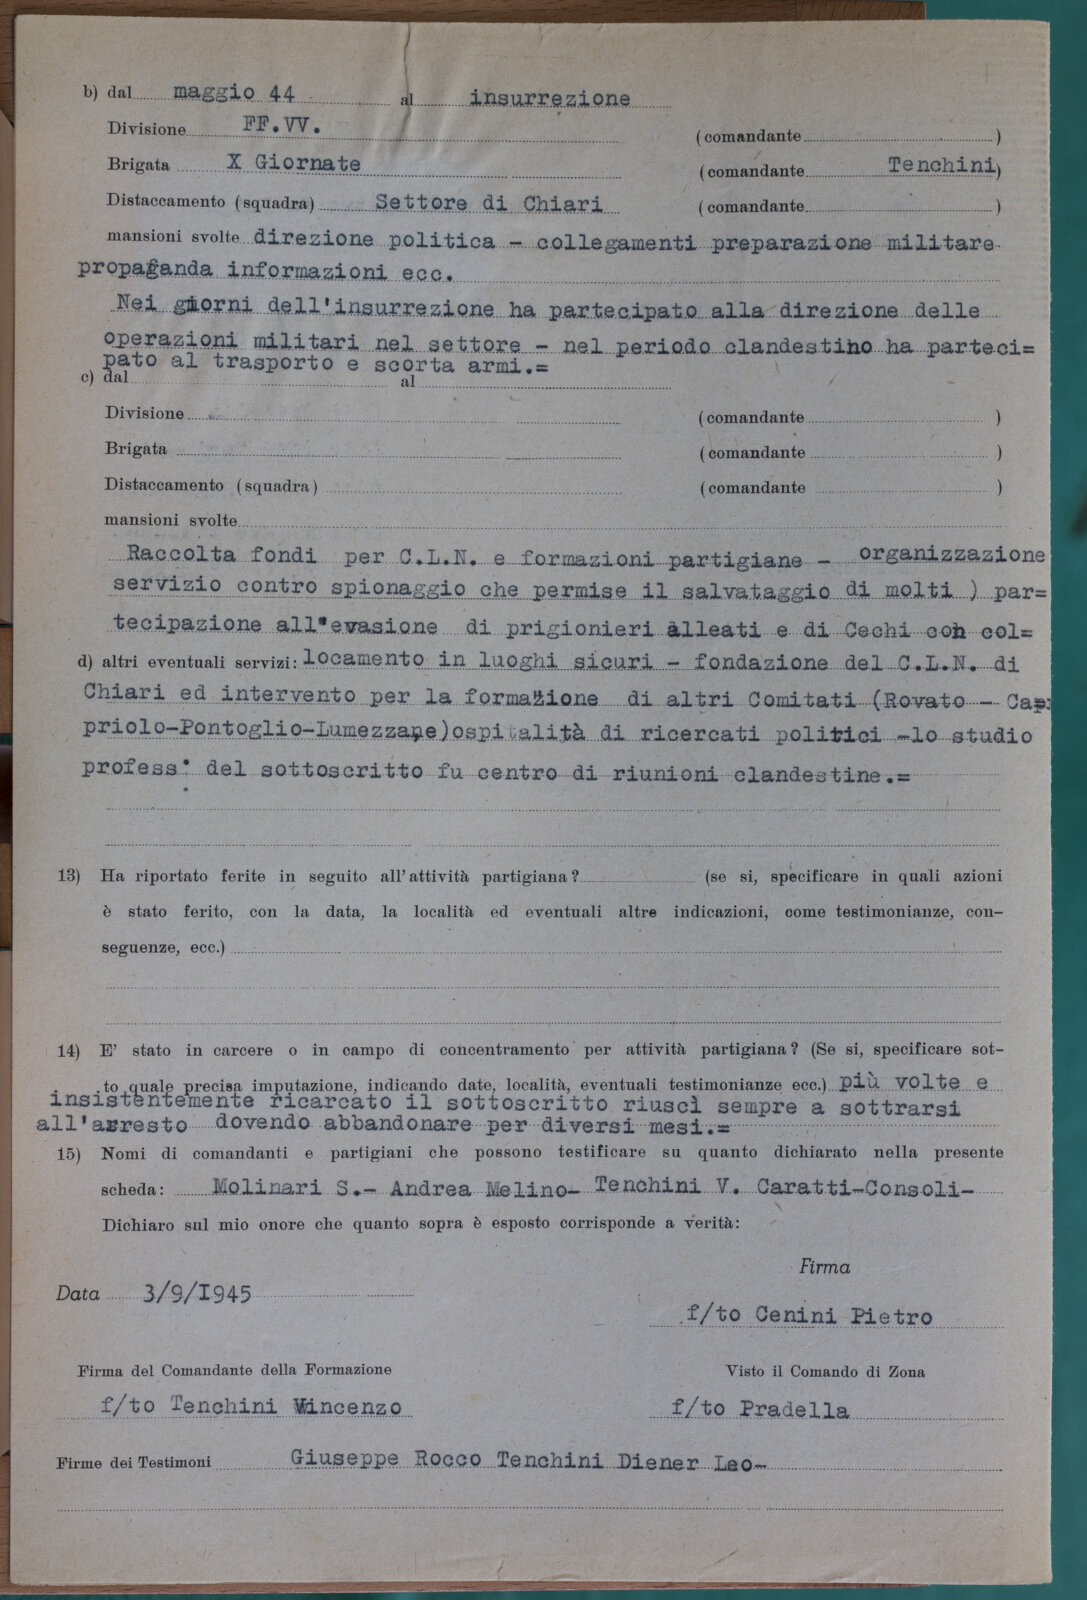 b) dal maggio 44 al insurrezione
Divisione FF.VV. (comandante )
Brigata X Giornate (comandante Tenchini)
Distaccamento (squadra) Settore di Chiari (comandante )
mansioni svolte direzione politica - collegamenti preparazione militare
propaganda informazioni ecc.
Nei giorni dell'insurrezione ha partecipato alla direzione delle
operazioni militari nel settore - nel periodo clandestino ha parteci=
pato al trasporto e scorta armi.=
c) dal al
Divisione (comandante )
Brigata (comandante )
Distaccamento (squadra) (comandante )
mansioni svolte
Raccolta fondi per C.L.N. e formazioni partigiane - organizzazione
servizio contro spionaggio che permise il salvataggio di molti ) par=
tecipazione all"evasione di prigionieri alleati e di Cechi con col=
d) altri eventuali servizi: locamento in luoghi sicuri - fondazione del C.L.N. di
Chiari ed intervento per la formazione di altri Comitati (Rovato - Cap
priolo-Pontoglio-Lumezzane)ospitalità di ricercati politici -lo studio
profess: del sottoscritto fu centro di riunioni clandestine.=
13) Ha riportato ferite in seguito all'attività partigiana? (se si, specificare in quali azioni
è stato ferito, con la data, la località ed eventuali altre indicazioni, come testimonianze, con-
seguenze, ecc.)
14) E' stato in carcere o in campo di concentramento per attività partigiana? (Se si, specificare sot-
to quale precisa imputazione, indicando date, località, eventuali testimonianze ecc.) più volte e
insistentemente ricarcato il sottoscritto riuscì sempre a sottrarsi
all'arresto dovendo abbandonare per diversi mesi.=
15) Nomi di comandanti e partigiani che possono testificare su quanto dichiarato nella presente
scheda: Molinari S.- Andrea Melino- Tenchini V. Caratti-Consoli-
Dichiaro sul mio onore che quanto sopra è esposto corrisponde a verità:
Firma
Data 3/9/I945
f/to Cenini Pietro
Firma del Comandante della Formazione Visto il Comando di Zona
f/to Tenchini Vincenzo f/to Pradella
Firme dei Testimoni Giuseppe Rocco Tenchini Diener Leo-